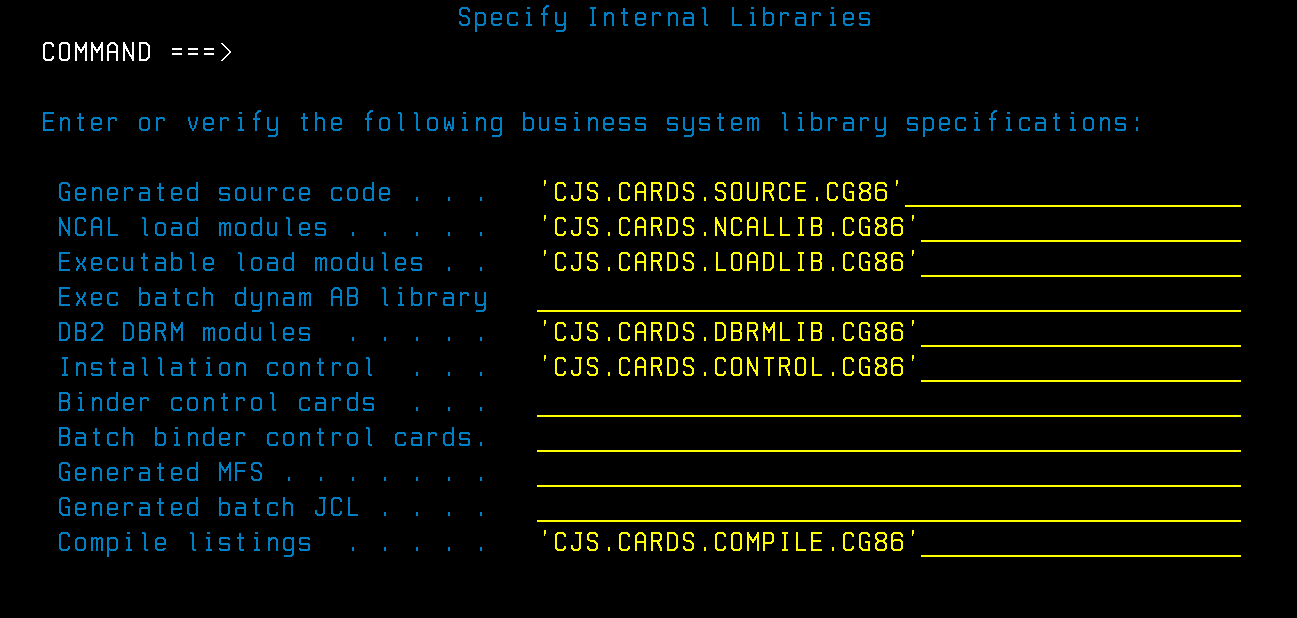 Specify Internal Libraries
COMMAND ===>
Enter or verify the following business system library specifications:
Generated source code . . . 'CJS.CARDS.SOURCE.CG86'
NCAL load modules . . . . . 'CJS.CARDS.NCALLIB.CG86'
Executable load modules . . 'CJS.CARDS.LOADLIB.CG86'
Exec batch dynam AB library
DB2 DBRM modules  . . . . . 'CJS.CARDS.DBRMLIB.CG86'
Installation control  . . . 'CJS.CARDS.CONTROL.CG86'
Binder control cards  . . .
Batch binder control cards.
Generated MFS . . . . . . .
Generated batch JCL . . . .
Compile listings  . . . . . 'CJS.CARDS.COMPILE.CG86'